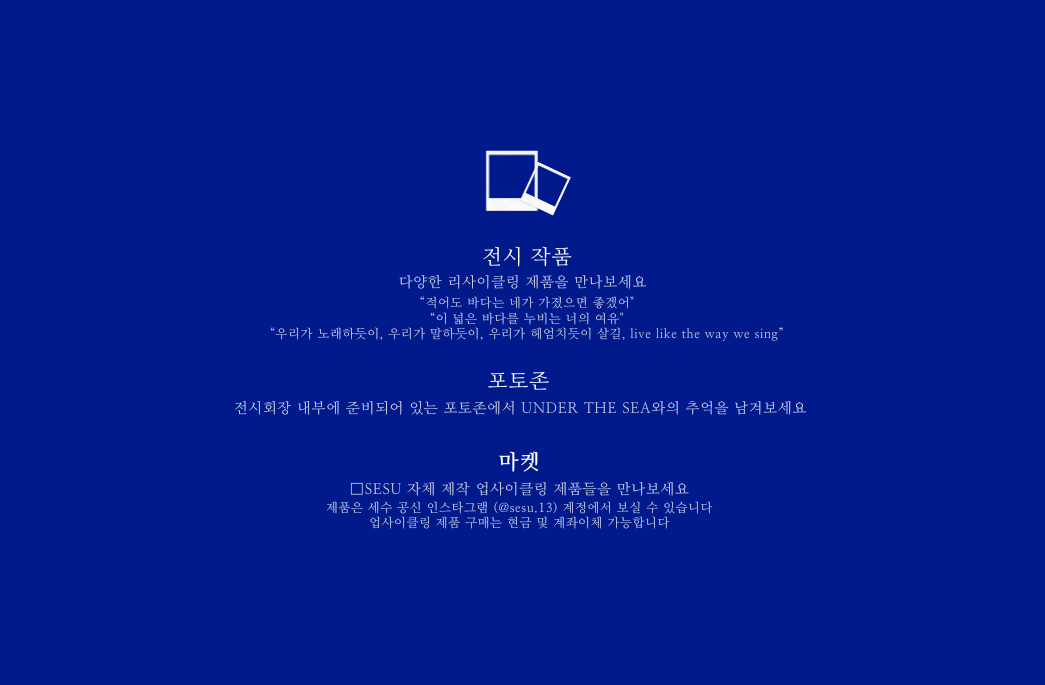 전시 작품
다양한 리사이클링 제품을 만나보세요
“적어도 바다는 네가 가졌으면 좋겠어"
“이 넓은 바다를 누비는 너의 여유"
“우리가 노래하듯이, 우리가 말하듯이, 우리가 헤엄치듯이 살길, live like the way we sing”
포토존
전시회장 내부에 준비되어 있는 포토존에서 UNDER THE SEA와의 추억을 남겨보세요
마켓
□SESU 자체 제작 업사이클링 제품들을 만나보세요
제품은 세수 공신 인스타그램 (@sesu.13) 계정에서 보실 수 있습니다
업사이클링 제품 구매는 현금 및 계좌이체 가능합니다